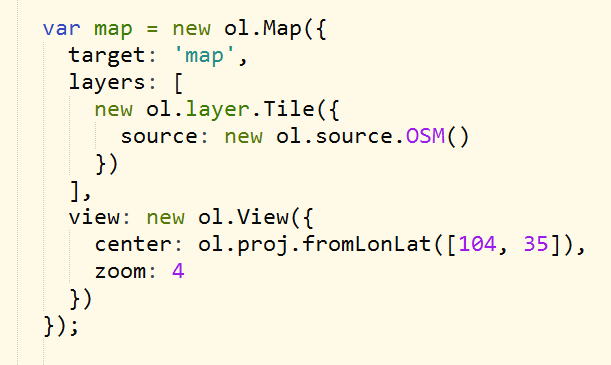 var map = new ol.Map({
  target: 'map',
  layers: [
    new ol.layer.Tile({
      source: new ol.source.OSM()
    })
  ],
  view: new ol.View({
    center: ol.proj.fromLonLat([104, 35]),
    zoom: 4
  })
});